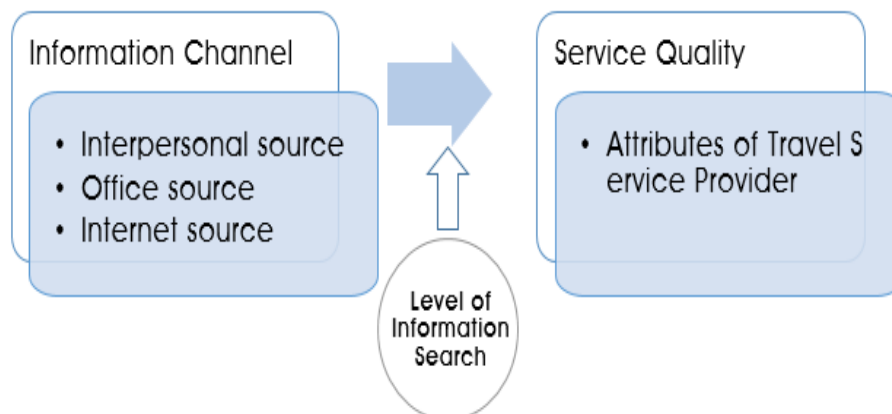 Information Channel
• Interpersonal source
• Office source
• Internet source
Service Quality
• Attributes of Travel S
ervice Provider
Level of
Information
Search